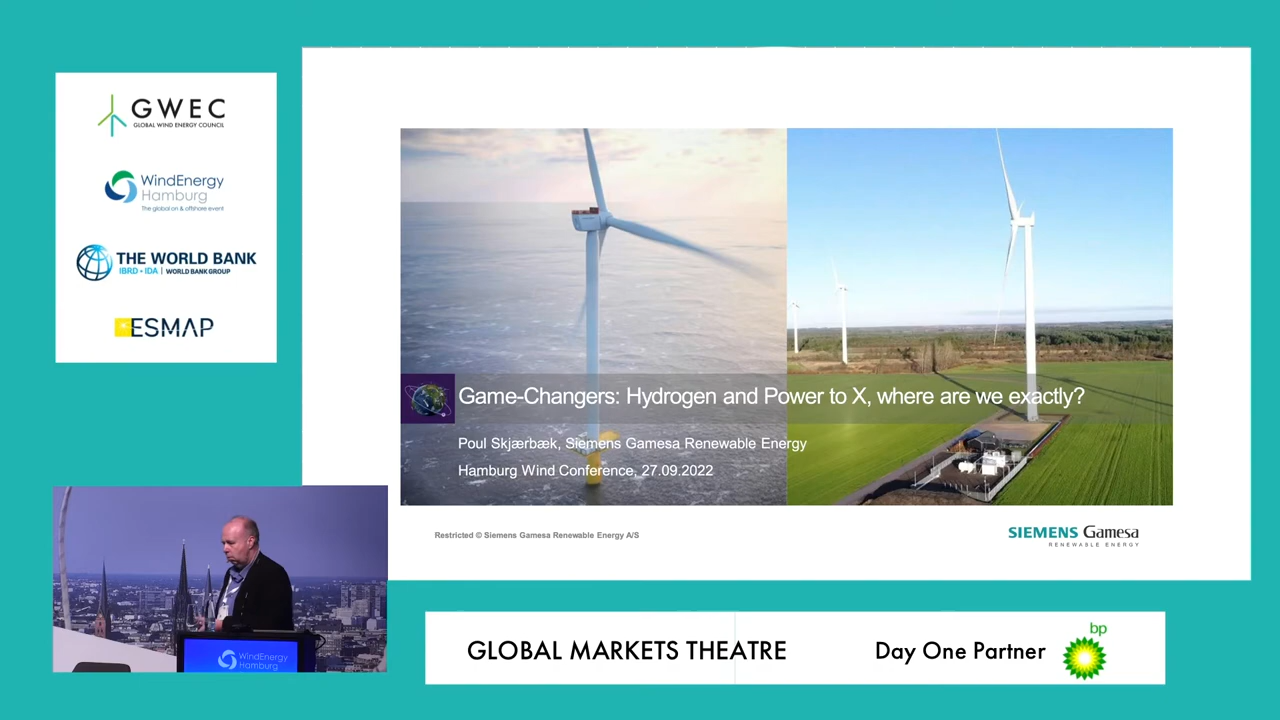 GWEC
GLOBAL WIND ENERGY COUNCIL
WindEnergy
Hamburg
The global on & offshore event
THE WORLD BANK
IBRD • IDA | WORLD BANK GROUP
ESMAP
Game-Changers: Hydrogen and Power to X, where are we exactly?
Poul Skjærbæk, Siemens Gamesa Renewable Energy
Hamburg Wind Conference, 27.09.2022
Restricted © Siemens Gamesa Renewable Energy A/S
SIEMENS Gamesa
RENEWABLE ENERGY
WindEnergy
Hamburg
GLOBAL MARKETS THEATRE
Day One Partner
bp